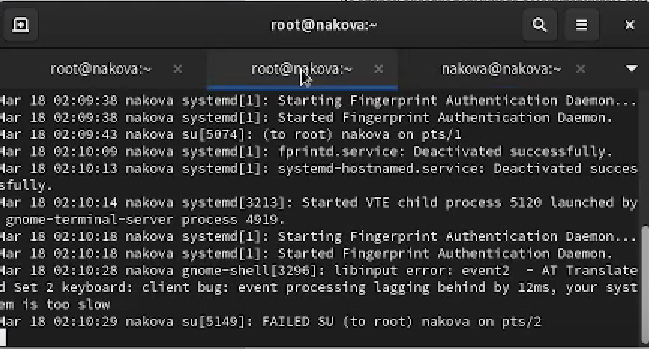 root@nakova:~
root@nakova:~
root@nakova:~
nakova@nakova:~
Mar 18 02:09:38 nakova systemd[1]: Starting Fingerprint Authentication Daemon...
Mar 18 02:09:38 nakova systemd[1]: Started Fingerprint Authentication Daemon.
Mar 18 02:09:43 nakova su[5074]: (to root) nakova on pts/1
Mar 18 02:10:09 nakova systemd[1]: fprintd.service: Deactivated successfully.
Mar 18 02:10:13 nakova systemd[1]: systemd-hostnamed.service: Deactivated succes
sfully.
Mar 18 02:10:14 nakova systemd[3213]: Started VTE child process 5120 launched by
gnome-terminal-server process 4919.
Mar 18 02:10:18 nakova systemd[1]: Starting Fingerprint Authentication Daemon...
Mar 18 02:10:18 nakova systemd[1]: Started Fingerprint Authentication Daemon.
Mar 18 02:10:28 nakova gnome-shell[3296]: libinput error: event2  - AT Translate
d Set 2 keyboard: client bug: event processing lagging behind by 12ms, your syst
em is too slow
Mar 18 02:10:29 nakova su[5149]: FAILED SU (to root) nakova on pts/2